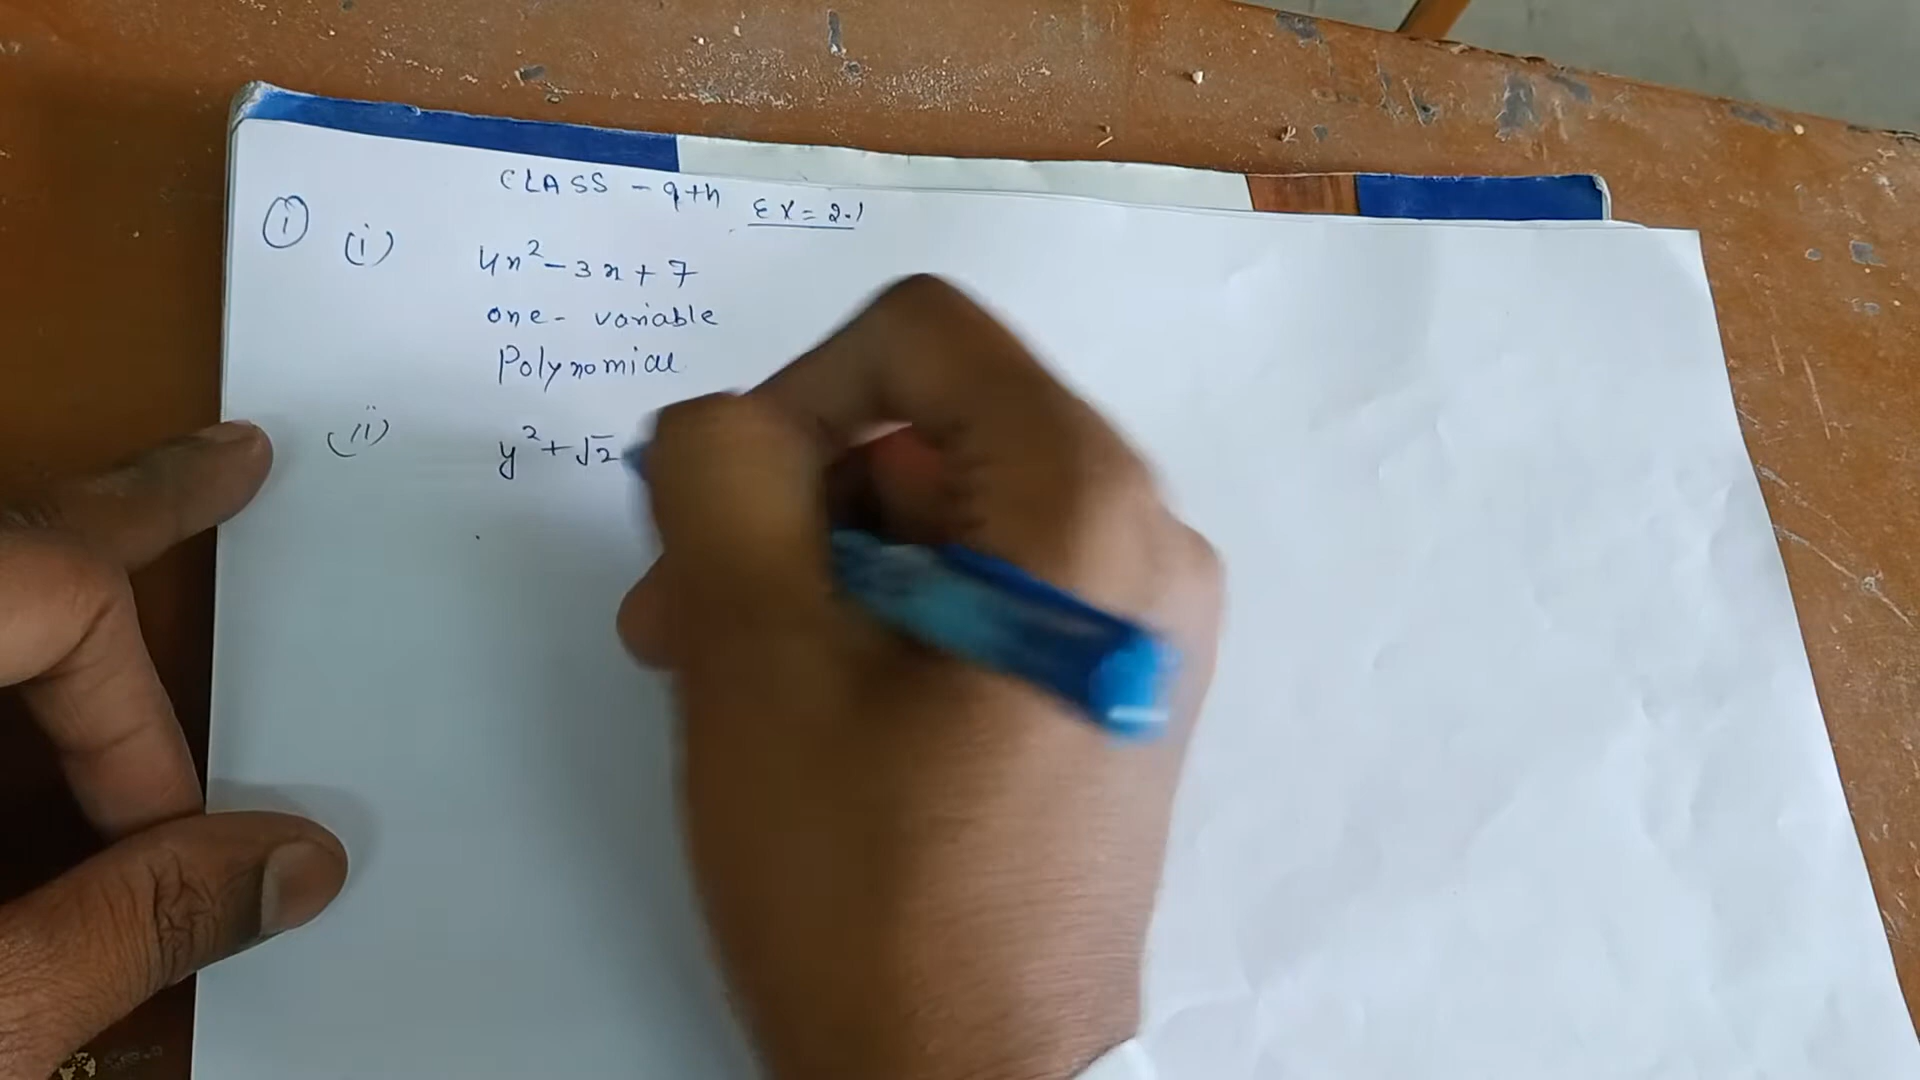 CLASS - 9th
Ex = 2.1
① (i) 4x² - 3x + 7
one - variable
Polynomial
(ii) y² + √2